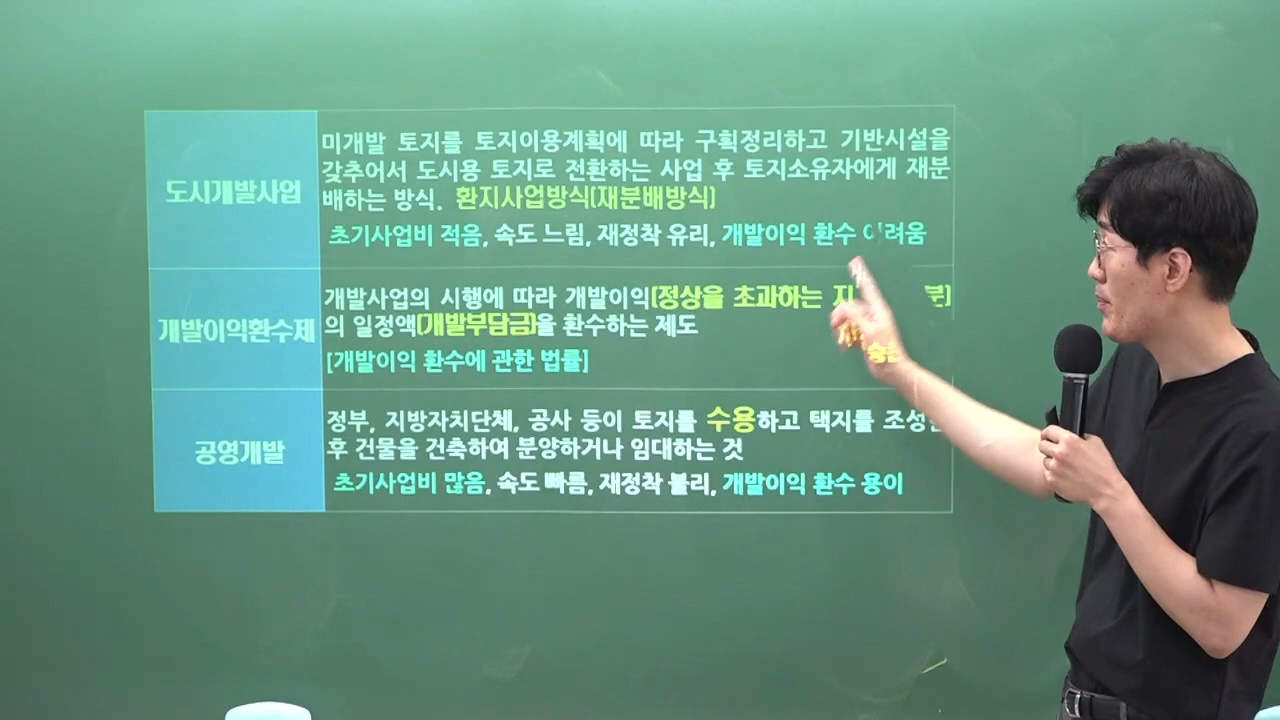 도시개발사업
미개발 토지를 토지이용계획에 따라 구획정리하고 기반시설을
갖추어서 도시용 토지로 전환하는 사업 후 토지소유자에게 재분
배하는 방식. 환지사업방식(재분배방식)
초기사업비 적음, 속도 느림, 재정착 유리, 개발이익 환수 어려움
개발이익환수제
개발사업의 시행에 따라 개발이익(정상을 초과하는 분)
의 일정액(개발부담금)을 환수하는 제도
[개발이익 환수에 관한 법률]
공영개발
정부, 지방자치단체, 공사 등이 토지를 수용하고 택지를
후 건물을 건축하여 분양하거나 임대하는 것
초기사업비 많음, 속도 빠름, 재정착 불리, 개발이익 환수 용이